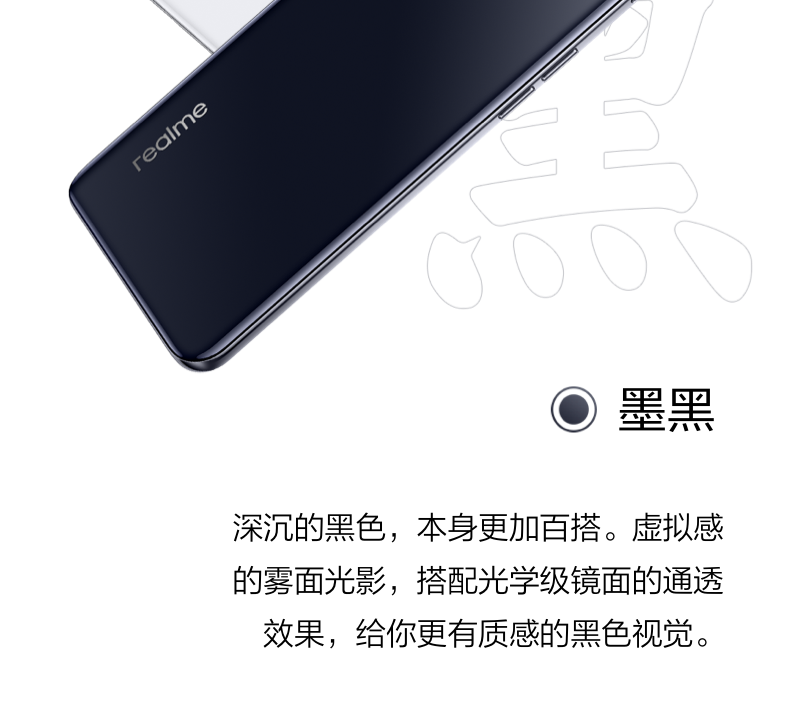 黑
realme
墨黑
深沉的黑色，本身更加百搭。虚拟感
的雾面光影，搭配光学级镜面的通透
效果，给你更有质感的黑色视觉。